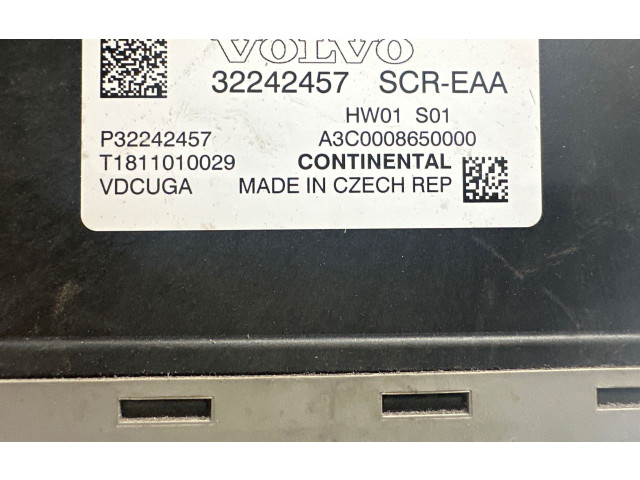 VOLVO
32242457 SCR-EAA
HW01 S01
P32242457 A3C0008650000
T1811010029 CONTINENTAL
VDCUGA MADE IN CZECH REP